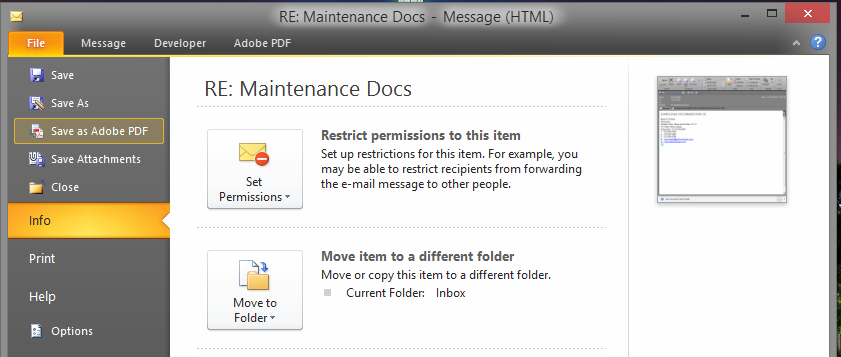 RE: Maintenance Docs - Message (HTML)
File Message Developer Adobe PDF
Save
Save As
Save as Adobe PDF
Save Attachments
Close
Info
Print
Help
Options
RE: Maintenance Docs
Set
Permissions
Restrict permissions to this item
Set up restrictions for this item. For example, you
may be able to restrict recipients from forwarding
the e-mail message to other people.
Move to
Folder
Move item to a different folder
Move or copy this item to a different folder.
Current Folder: Inbox